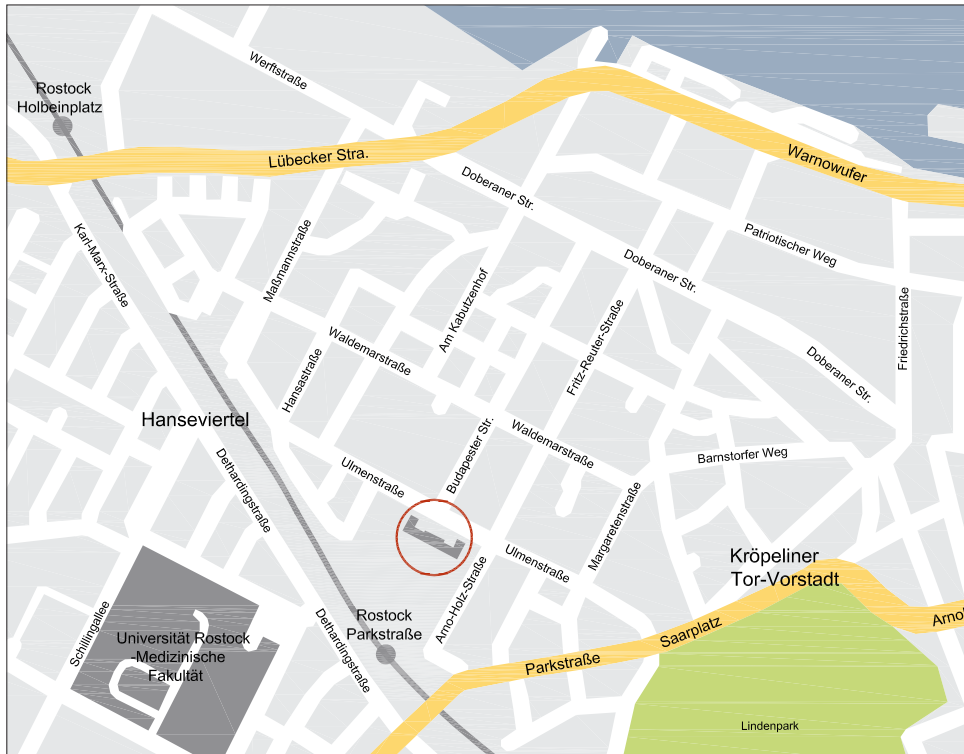 Werftstraße
Rostock
Holbeinplatz
Lübecker Stra.
Warnowufer
Doberaner Str.
Karl-Marx-Straße
Maßmannstraße
Patriotischer Weg
Doberaner Str.
Am Kabutzenhof
Friedrichstraße
Fritz-Reuter-Straße
Waldemarstraße
Doberaner Str.
Hansastraße
Hanseviertel
Waldemarstraße
Budapester Str.
Barnstorfer Weg
Ulmenstraße
Dethardingstraße
Margaretenstraße
Ulmenstraße
Kröpeliner
Tor-Vorstadt
Arno-Holz-Straße
Rostock
Parkstraße
Schillingallee
Universität Rostock
-Medizinische
Fakultät
Dethardingstraße
Saarplatz
Arnol
Parkstraße
Lindenpark